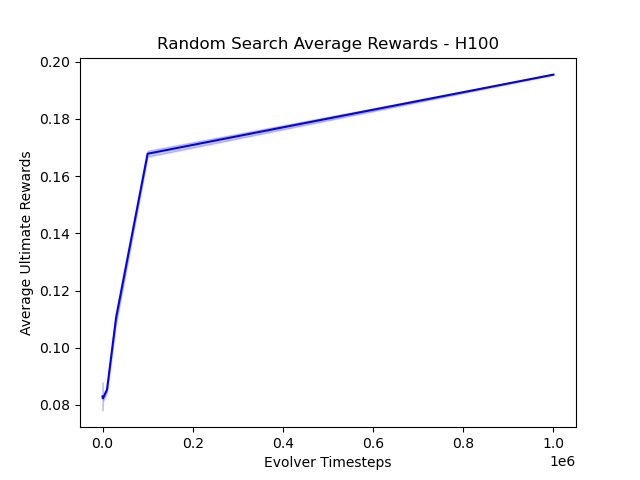 Random Search Average Rewards - H100
Average Ultimate Rewards
0.20
0.18
0.16
0.14
0.12
0.10
0.08
0.0 0.2 0.4 0.6 0.8 1.0
1e6
Evolver Timesteps